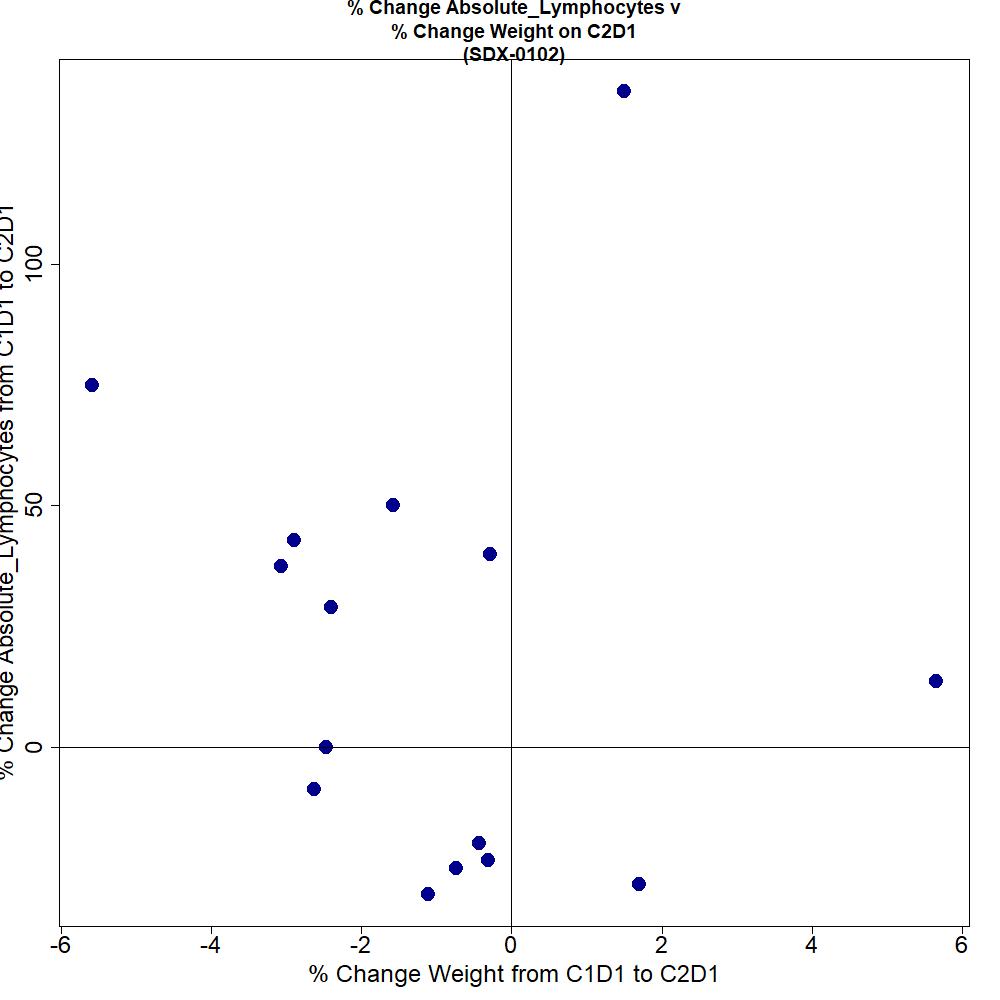 % Change Absolute_Lymphocytes v
% Change Weight on C2D1
(SDX-0102)
% Change Absolute_Lymphocytes from C1D1 to C2D1
100
50
0
-6 -4 -2 0 2 4 6
% Change Weight from C1D1 to C2D1